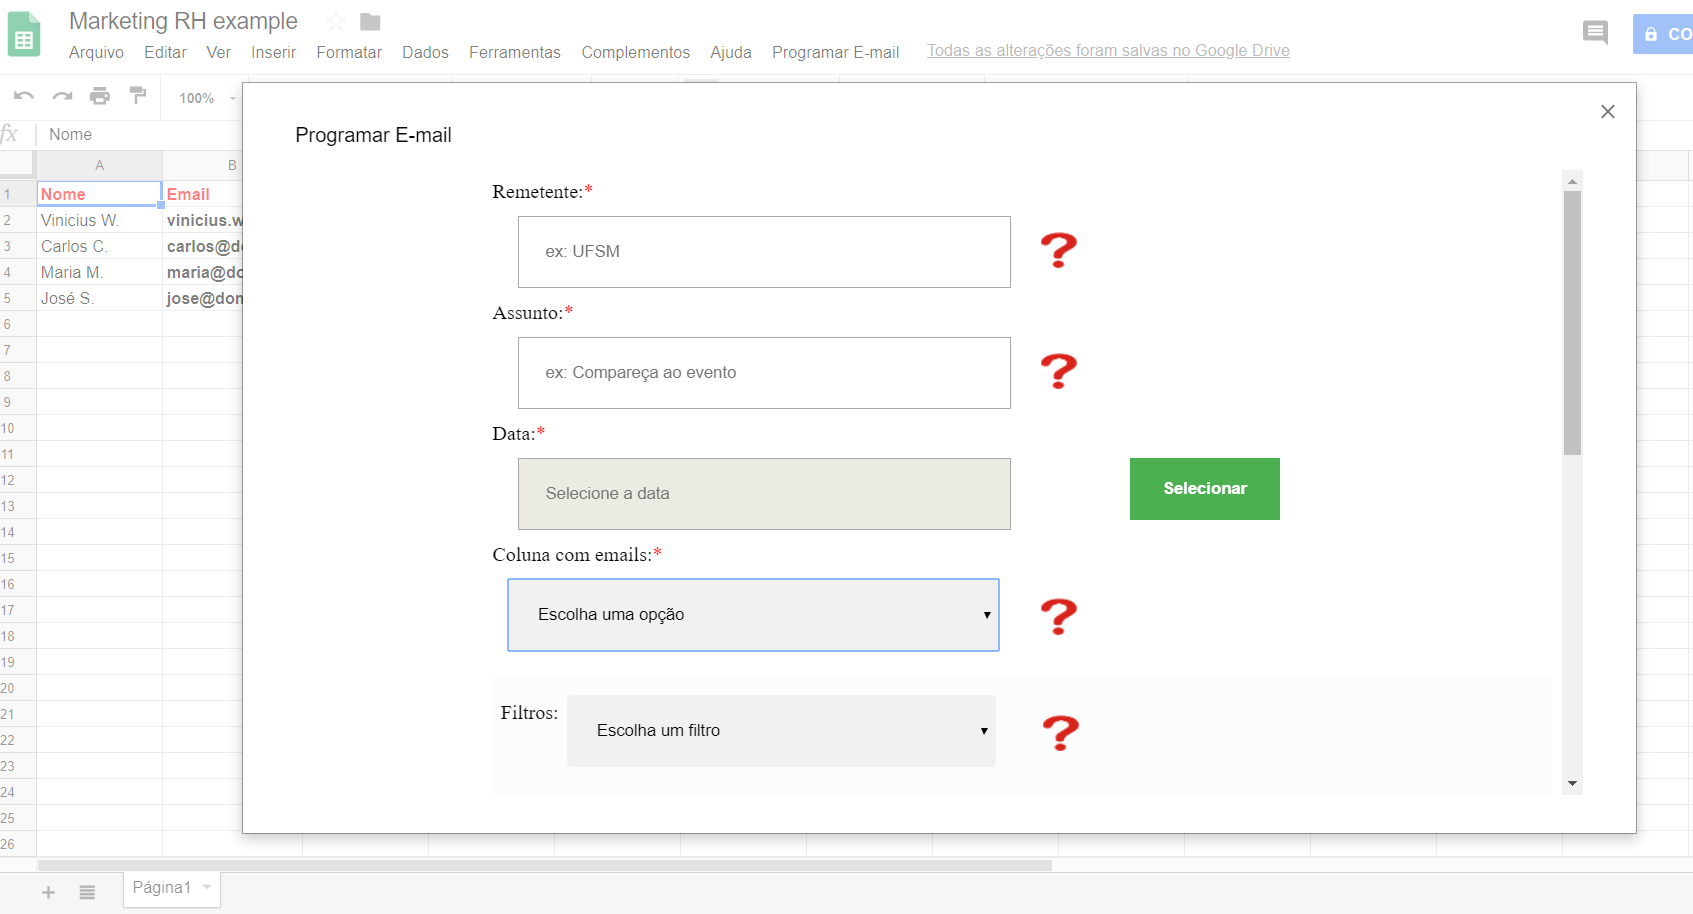 Marketing RH example
Arquivo Editar Ver Inserir Formatar Dados Ferramentas Complementos Ajuda Programar E-mail Todas as alterações foram salvas no Google Drive
100%
fx Nome
A B
1 Nome Email
2 Vinicius W. vinicius.w
3 Carlos C. carlos@d
4 Maria M. maria@do
5 José S. jose@don
6
7
8
9
10
11
12
13
14
15
16
17
18
19
20
21
22
23
24
25
26
Programar E-mail
Remetente:*
ex: UFSM
?
Assunto:*
ex: Compareça ao evento
?
Data:*
Selecione a data
Selecionar
Coluna com emails:*
Escolha uma opção
?
Filtros:
Escolha um filtro
?
CO
+ Página1